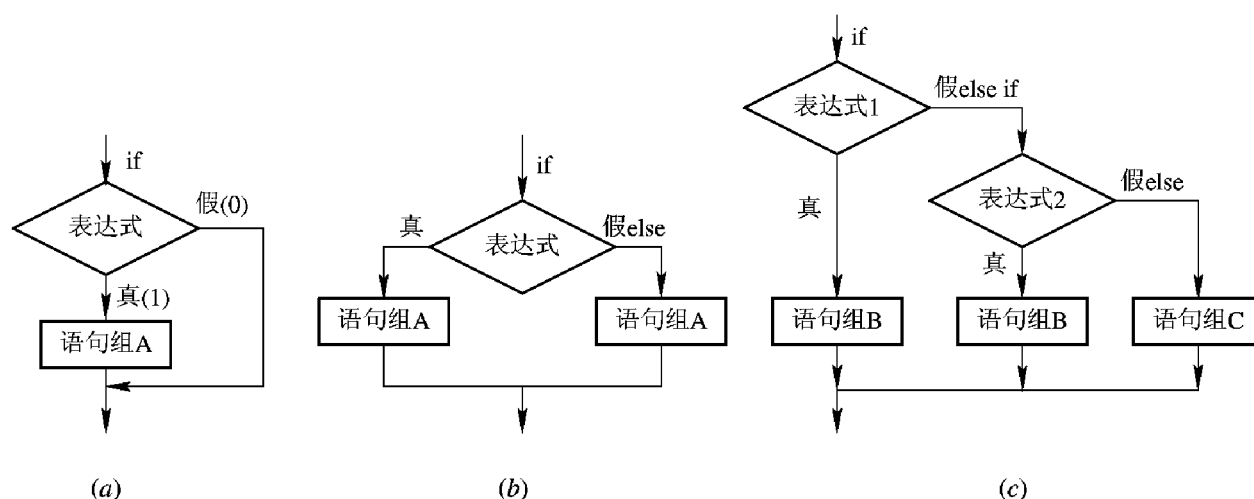 if
表达式
假(0)
真(1)
语句组A
(a)
if
真
表达式
假else
语句组A
语句组A
(b)
if
表达式1
假else if
真
表达式2
假else
真
语句组B
语句组B
语句组C
(c)